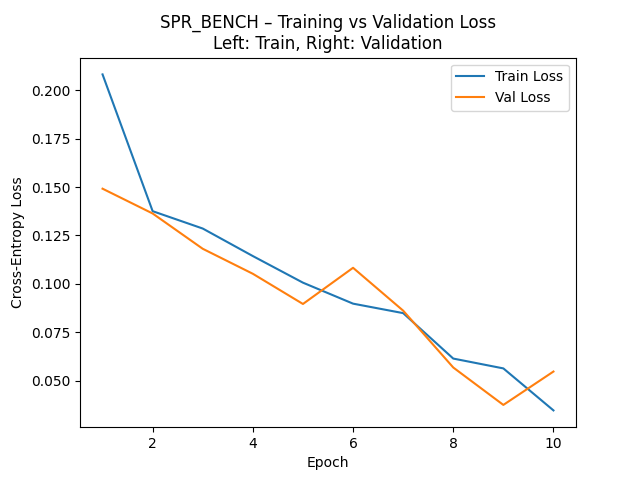 SPR_BENCH – Training vs Validation Loss
Left: Train, Right: Validation
Train Loss
Val Loss
0.200
0.175
0.150
0.125
0.100
0.075
0.050
Cross-Entropy Loss
2
4
6
8
10
Epoch